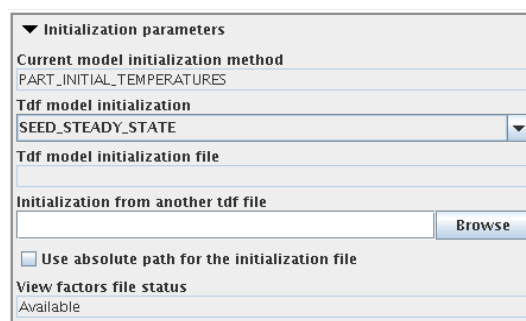 Initialization parameters
Current model initialization method
PART_INITIAL_TEMPERATURES
Tdf model initialization
SEED_STEADY_STATE
Tdf model initialization file
Initialization from another tdf file
Browse
Use absolute path for the initialization file
View factors file status
Available